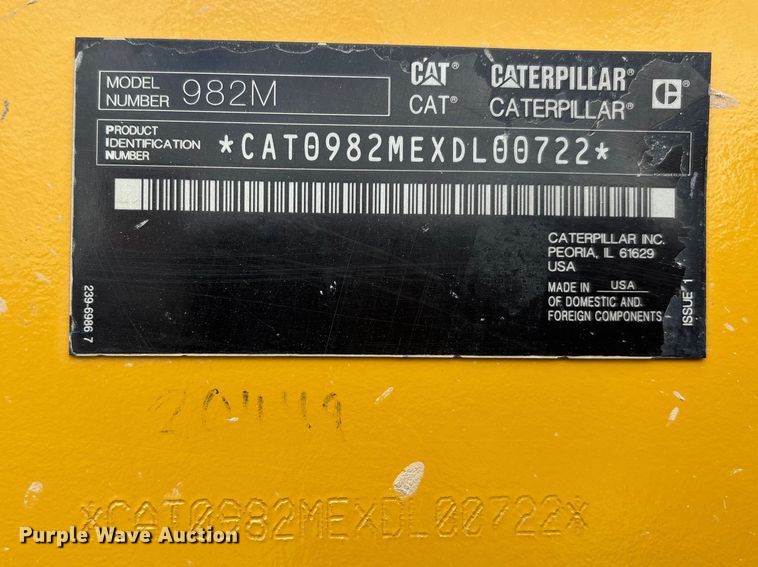 MODEL
NUMBER 982M
CAT® CATERPILLAR® C
CAT® CATERPILLAR®
PRODUCT
IDENTIFICATION
NUMBER
*CAT0982MEXDL00722*
CATERPILLAR INC.
PEORIA, IL 61629
USA
MADE IN USA
OF DOMESTIC AND
FOREIGN COMPONENTS
239-6986 7
ISSUE 1
*CAT0982MEXDL00722*
Purple Wave Auction